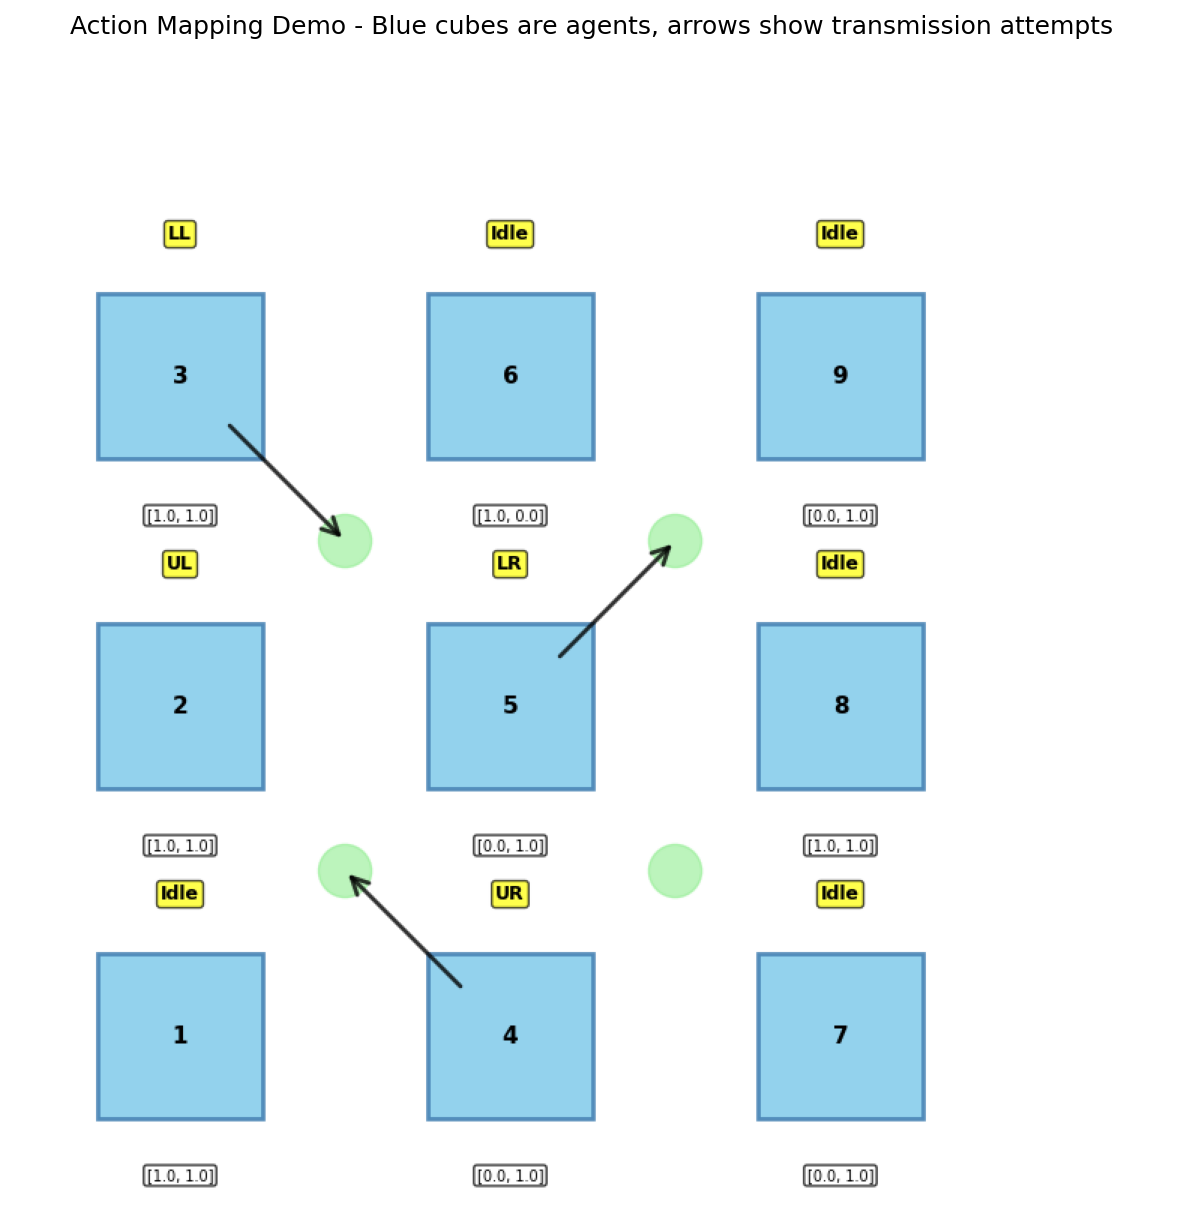 Action Mapping Demo - Blue cubes are agents, arrows show transmission attempts
LL
Idle
Idle
3
6
9
[1.0, 1.0]
[1.0, 0.0]
[0.0, 1.0]
UL
LR
Idle
2
5
8
[1.0, 1.0]
[0.0, 1.0]
[1.0, 1.0]
Idle
UR
Idle
1
4
7
[1.0, 1.0]
[0.0, 1.0]
[0.0, 1.0]